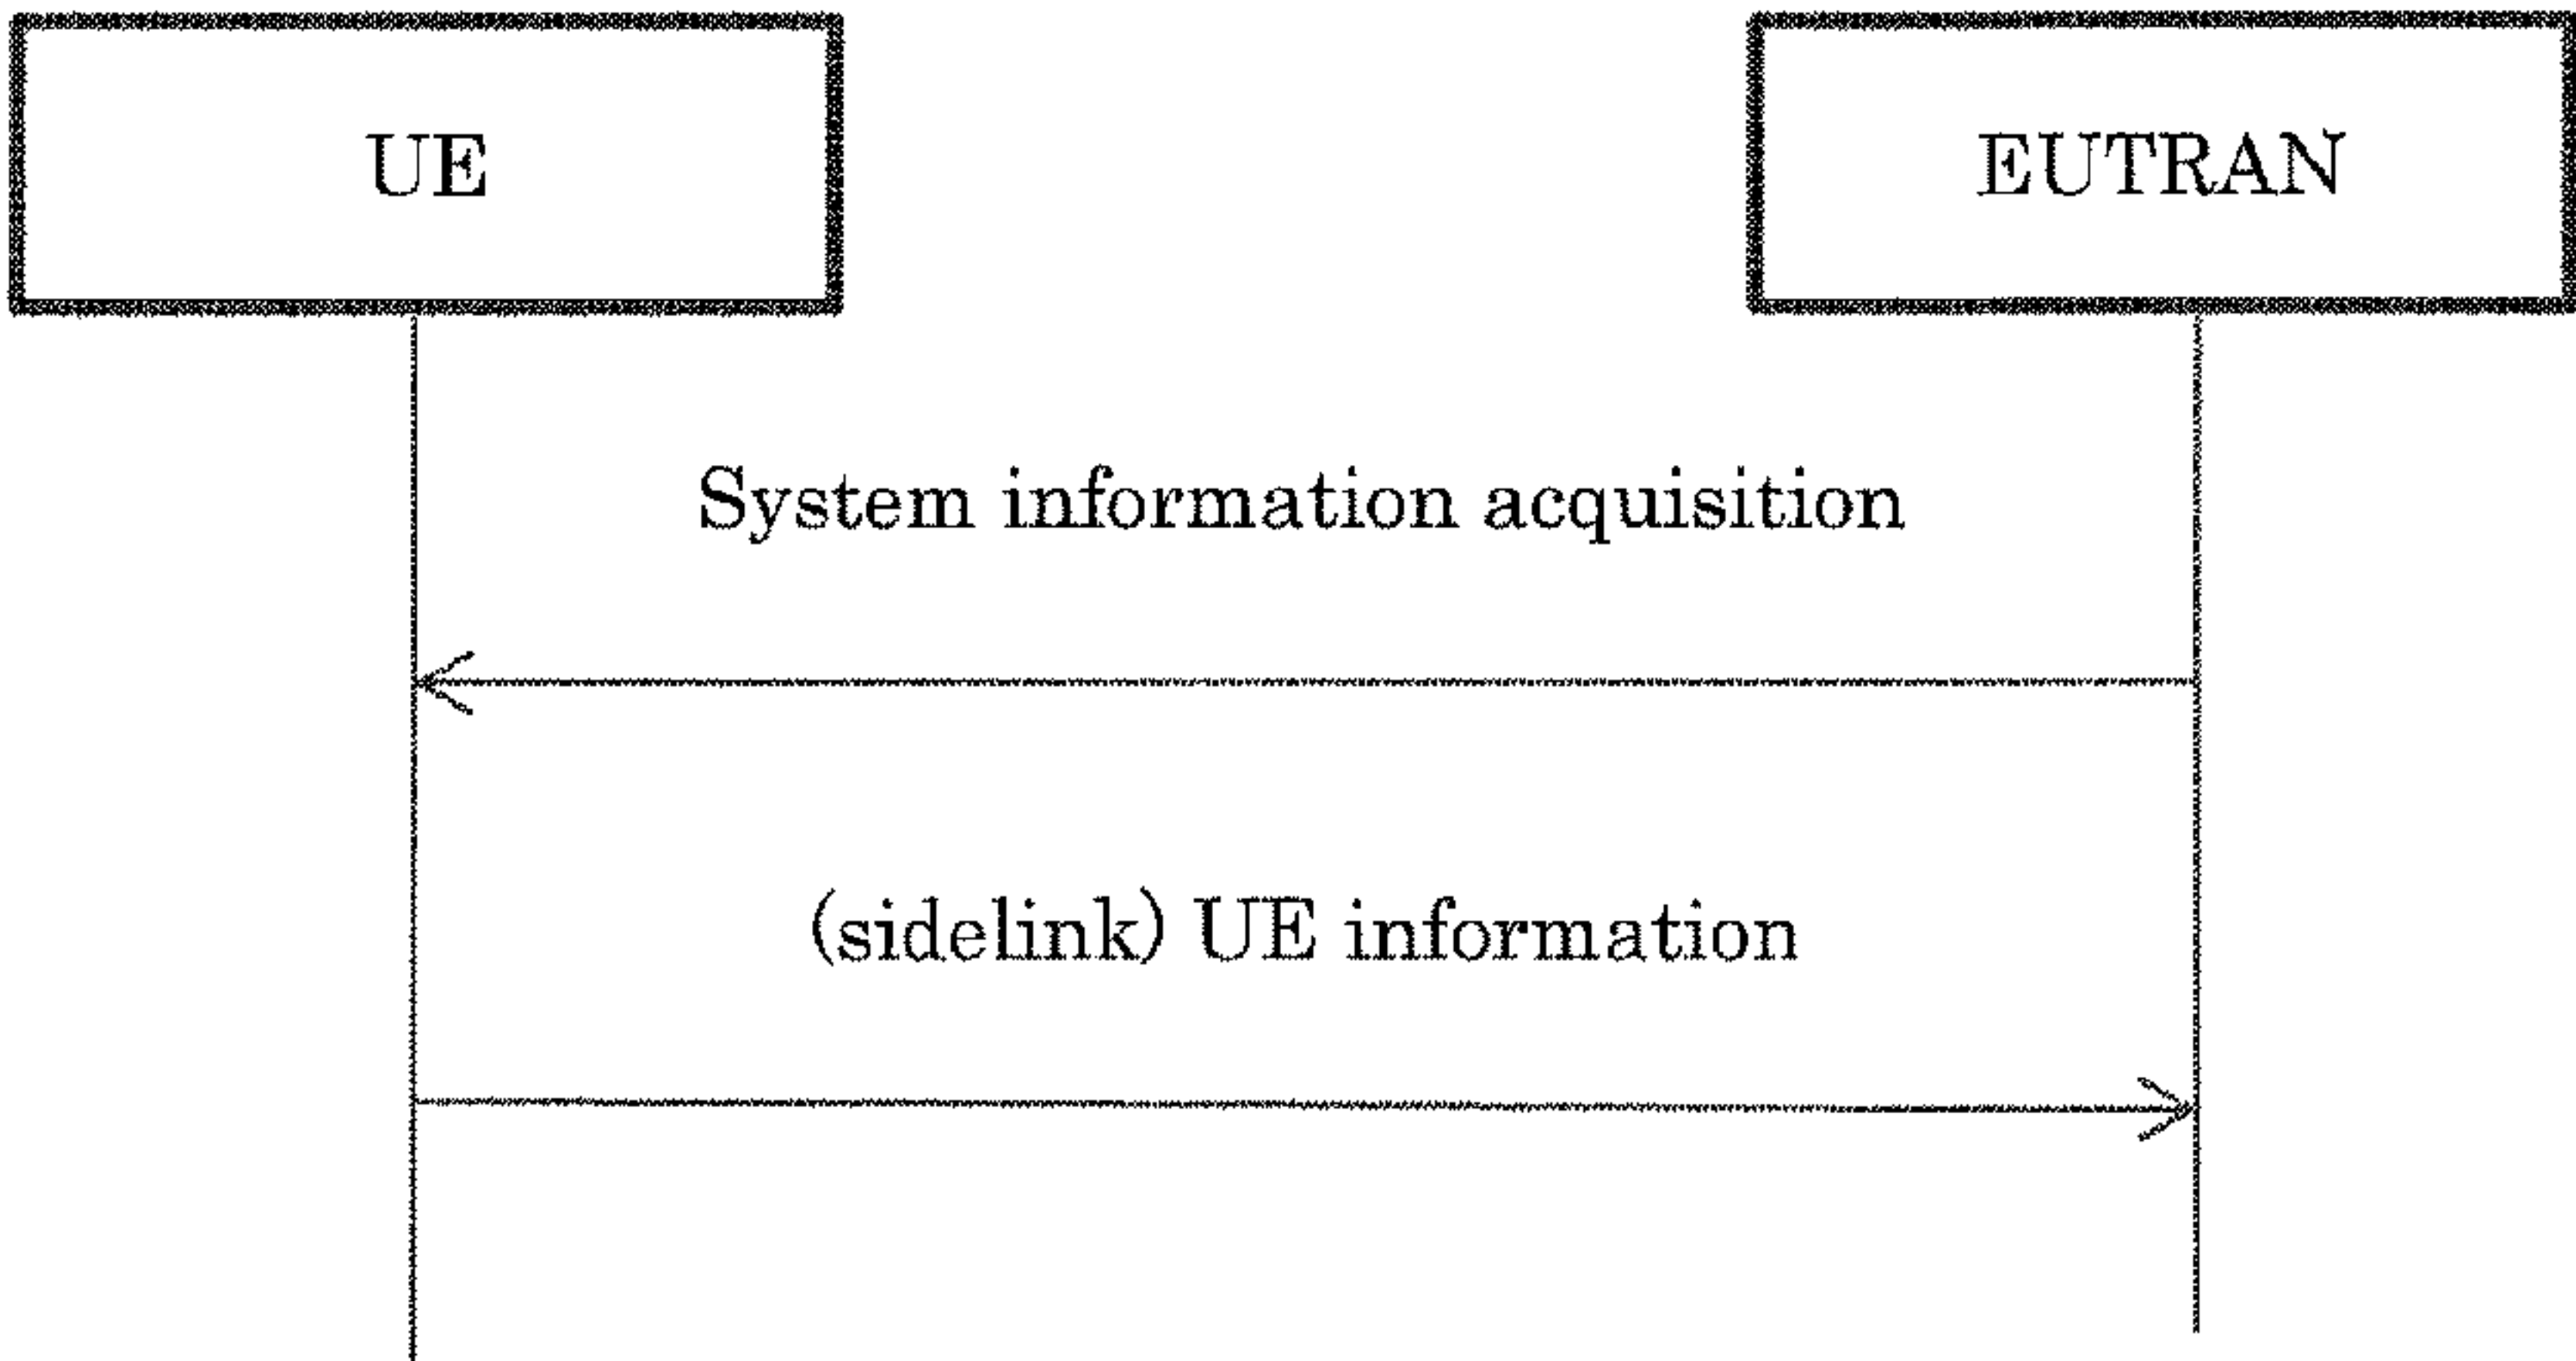 UE
EUTRAN
System information acquisition
(sidelink) UE information